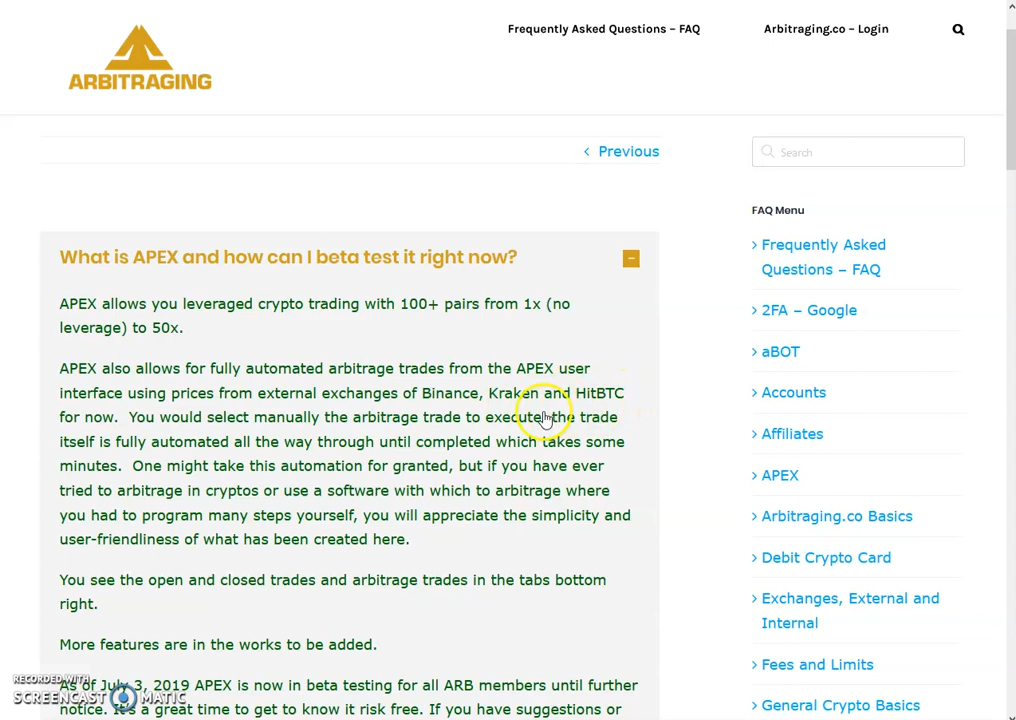 ARBITRAGING
Frequently Asked Questions – FAQ
Arbitraging.co – Login
Previous
What is APEX and how can I beta test it right now?
APEX allows you leveraged crypto trading with 100+ pairs from 1x (no
leverage) to 50x.
APEX also allows for fully automated arbitrage trades from the APEX user
interface using prices from external exchanges of Binance, Kraken and HitBTC
for now. You would select manually the arbitrage trade to execute, the trade
itself is fully automated all the way through until completed which takes some
minutes. One might take this automation for granted, but if you have ever
tried to arbitrage in cryptos or use a software with which to arbitrage where
you had to program many steps yourself, you will appreciate the simplicity and
user-friendliness of what has been created here.
You see the open and closed trades and arbitrage trades in the tabs bottom
right.
More features are in the works to be added.
As of July 3, 2019 APEX is now in beta testing for all ARB members until further
notice. It's a great time to get to know it risk free. If you have suggestions or
Search
FAQ Menu
Frequently Asked
Questions – FAQ
2FA – Google
aBOT
Accounts
Affiliates
APEX
Arbitraging.co Basics
Debit Crypto Card
Exchanges, External and
Internal
Fees and Limits
General Crypto Basics
RECORDED WITH
SCREENCAST MATIC